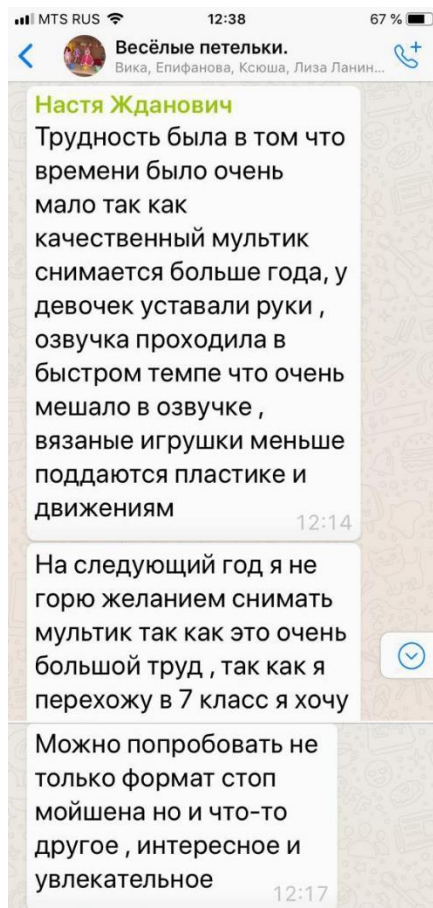 MTS RUS 12:38 67 %
Весёлые петельки.
Вика, Епифанова, Ксюша, Лиза Ланин...
Настя Жданович
Трудность была в том что
времени было очень
мало так как
качественный мультик
снимается больше года, у
девочек уставали руки ,
озвучка проходила в
быстром темпе что очень
мешало в озвучке ,
вязаные игрушки меньше
поддаются пластике и
движениям
12:14
На следующий год я не
горю желанием снимать
мультик так как это очень
большой труд , так как я
перехожу в 7 класс я хочу
Можно попробовать не
только формат стоп
мойшена но и что-то
другое , интересное и
увлекательное
12:17